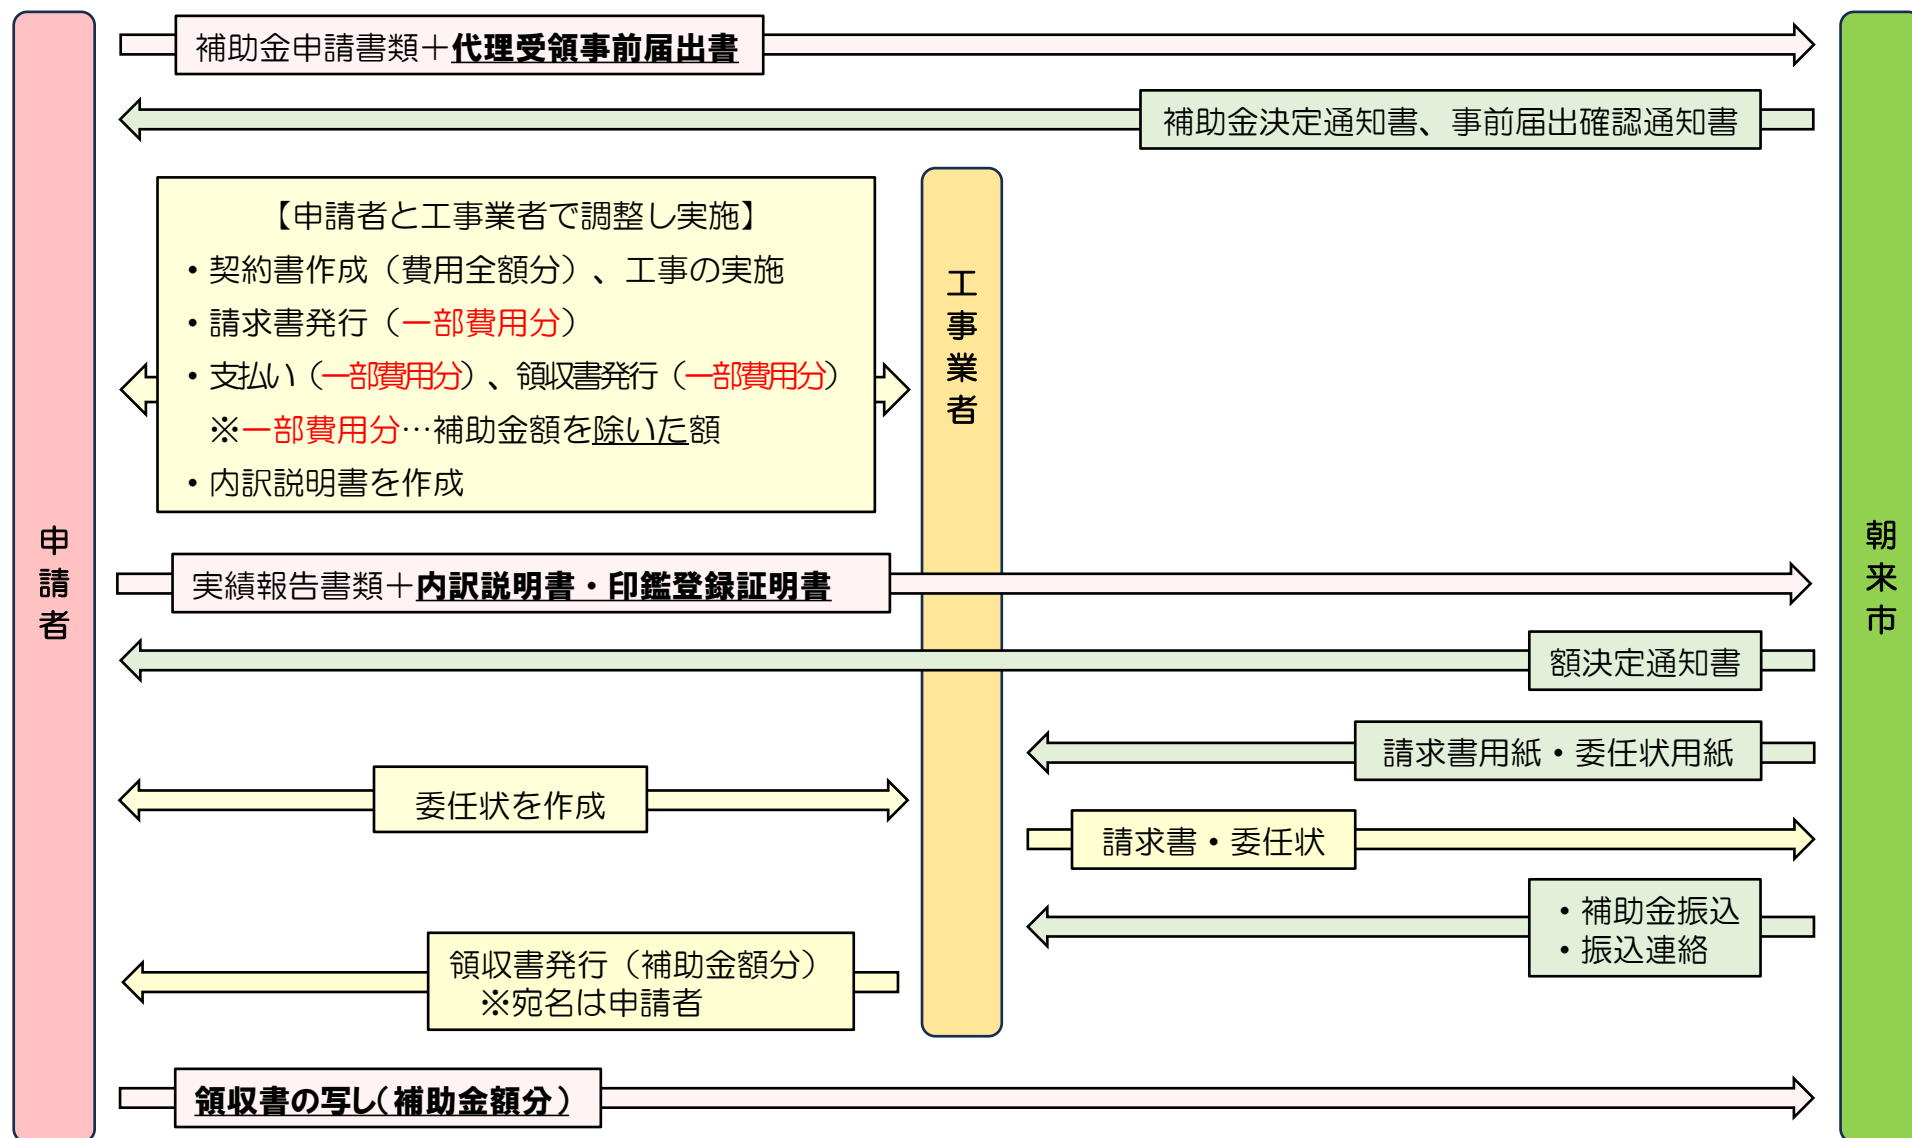 補助金申請書類＋代理受領事前届出書
補助金決定通知書、事前届出確認通知書
【申請者と工事業者で調整し実施】
・契約書作成（費用全額分）、工事の実施
・請求書発行（一部費用分）
・支払い（一部費用分）、領収書発行（一部費用分）
※一部費用分…補助金額を除いた額
・内訳説明書を作成
工事業者
申請者
朝来市
実績報告書類＋内訳説明書・印鑑登録証明書
額決定通知書
請求書用紙・委任状用紙
委任状を作成
請求書・委任状
・補助金振込
・振込連絡
領収書発行（補助金額分）
※宛名は申請者
領収書の写し（補助金額分）